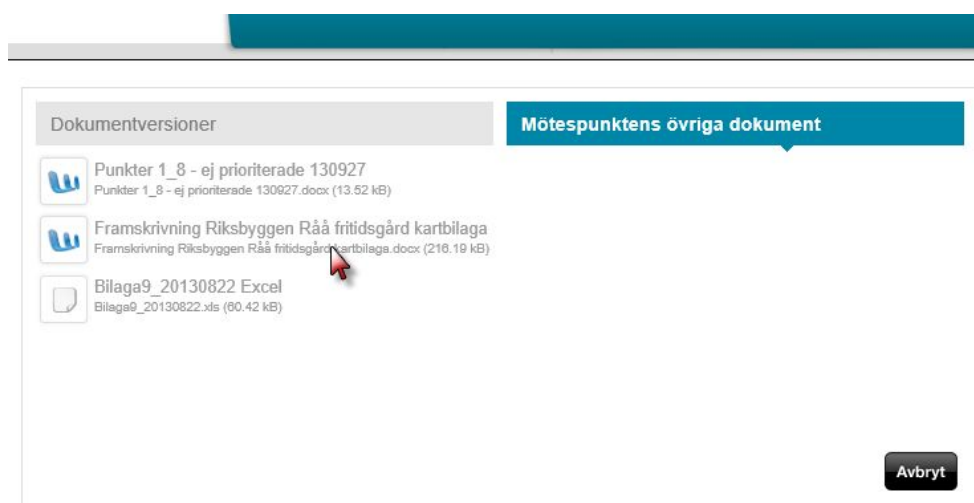 Dokumentversioner
Mötespunktens övriga dokument
Punkter 1_8 - ej prioriterade 130927
Punkter 1_8 - ej prioriterade 130927.docx (13.52 kB)
Framskrivning Riksbyggen Råå fritidsgård kartbilaga
Framskrivning Riksbyggen Råå fritidsgård kartbilaga.docx (216.19 kB)
Bilaga9_20130822 Excel
Bilaga9_20130822.xls (60.42 kB)
Avbryt